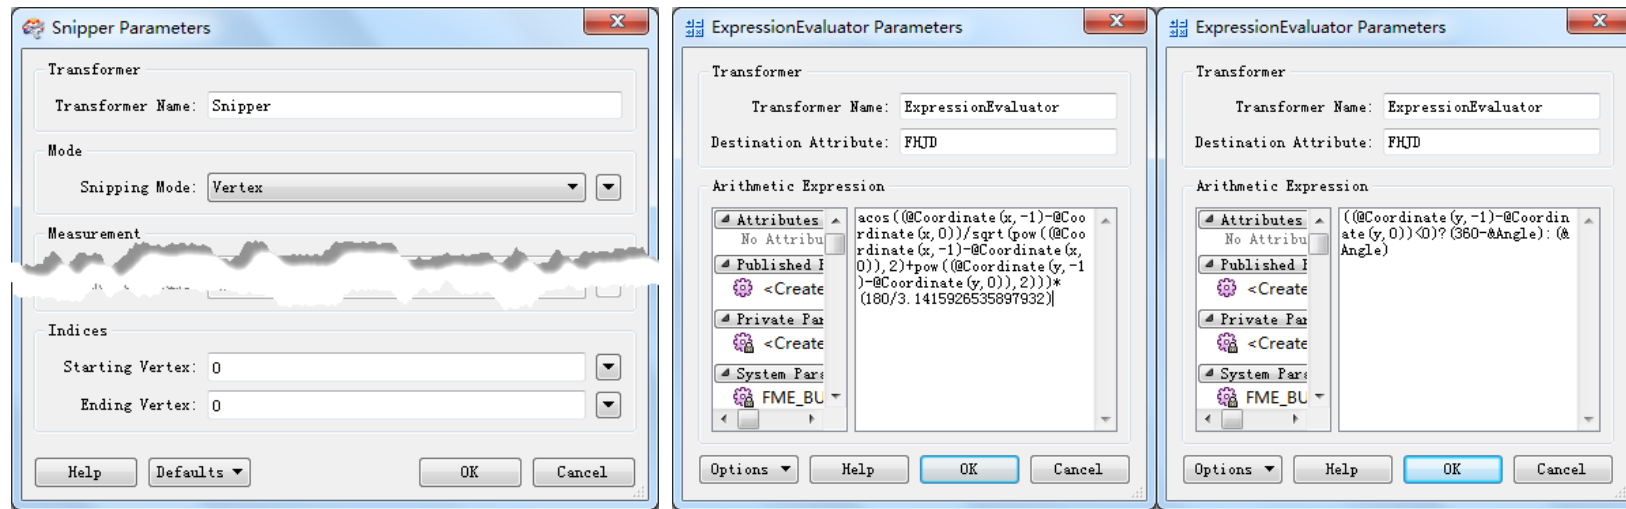 Snipper Parameters
Transformer
Transformer Name: Snipper
Mode
Snipping Mode: Vertex
Measurement
Indices
Starting Vertex: 0
Ending Vertex: 0
Help Defaults OK Cancel
ExpressionEvaluator Parameters
Transformer
Transformer Name: ExpressionEvaluator
Destination Attribute: FHJD
Arithmetic Expression
Attributes
No Attribu
Published P
<Create
Private Par
<Create
System Para
FME_BU
acos((@Coordinate(x,-1)-@Coo
rdinate(x,0))/sqrt(pow((@Coo
rdinate(x,-1)-@Coordinate(x,
0)),2)+pow((@Coordinate(y,-1
)-@Coordinate(y,0)),2)))*
(180/3.1415926535897932)
Options Help OK Cancel
ExpressionEvaluator Parameters
Transformer
Transformer Name: ExpressionEvaluator
Destination Attribute: FHJD
Arithmetic Expression
Attributes
No Attribu
Published P
<Create
Private Par
<Create
System Para
FME_BU
((@Coordinate(y,-1)-@Coordin
ate(y,0))<0)?(360-&Angle):(&
Angle)
Options Help OK Cancel